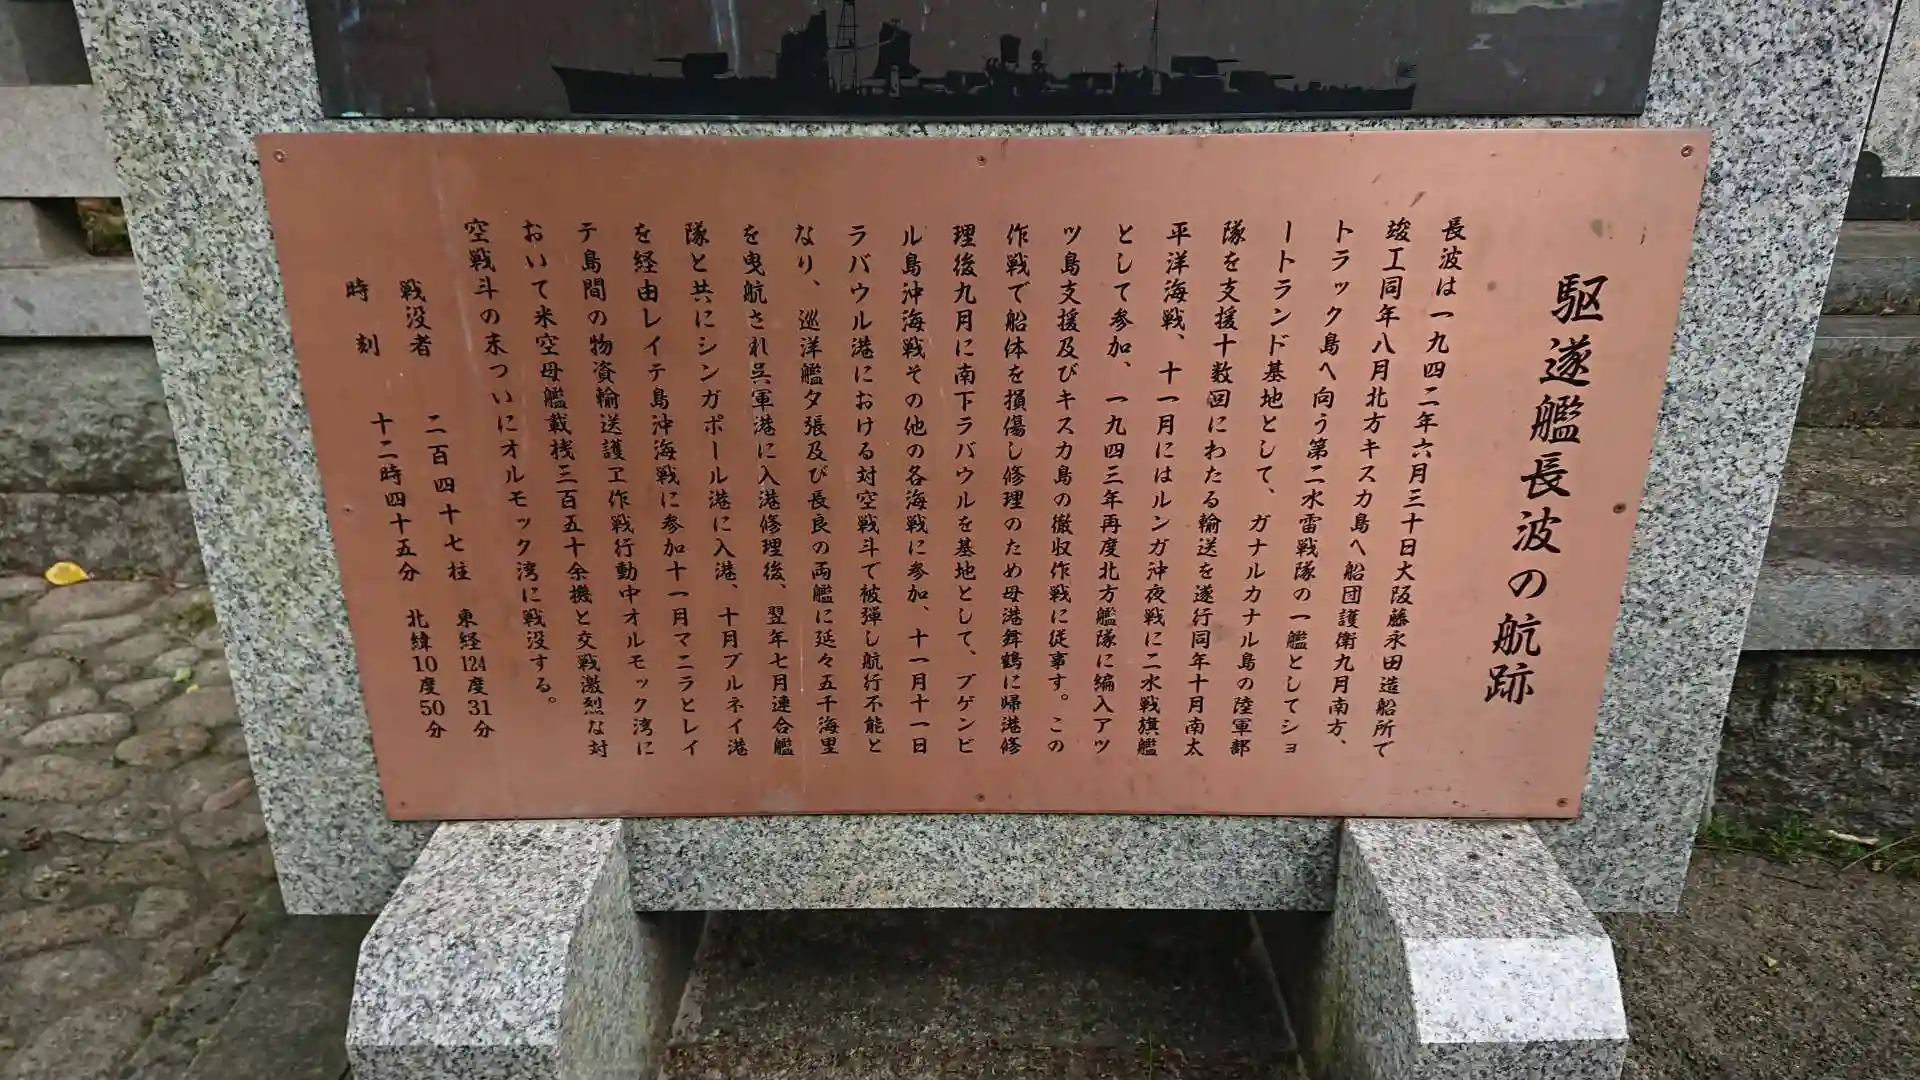 駆遂艦長波の航跡
長波は一九四二年六月三十日大阪藤永田造船所で
竣工同年八月北方キスカ島へ船団護衛九月南方、
トラック島へ向う第二水雷戦隊の一艦としてショ
ートランド基地として、ガナルカナル島の陸軍部
隊を支援十数回にわたる輸送を遂行同年十月南太
平洋海戦、十一月にはルンガ沖夜戦に二水戦旗艦
として参加、一九四三年再度北方艦隊に編入アッ
ツ島支援及びキスカ島の徹収作戦に従事す。この
作戦で船体を損傷し修理のため母港舞鶴に帰港修
理後九月に南下ラバウルを基地として、ブゲンビ
ル島沖海戦その他の各海戦に参加、十一月十一日
ラバウル港における対空戦斗で被弾し航行不能と
なり、巡洋艦夕張及び長良の両艦に延々五千海里
を曳航され呉軍港に入港修理後、翌年七月連合艦
隊と共にシンガポール港に入港、十月ブルネイ港
を経由レイテ島沖海戦に参加十一月マニラとレイ
テ島間の物資輸送護ヱ作戦行動中オルモック湾に
おいて米空母艦載桟三百五十余機と交戦激烈な対
空戦斗の末ついにオルモック湾に戦没する。
戦没者 二百四十七柱 東経124度31分
時刻 十二時四十五分 北緯10度50分